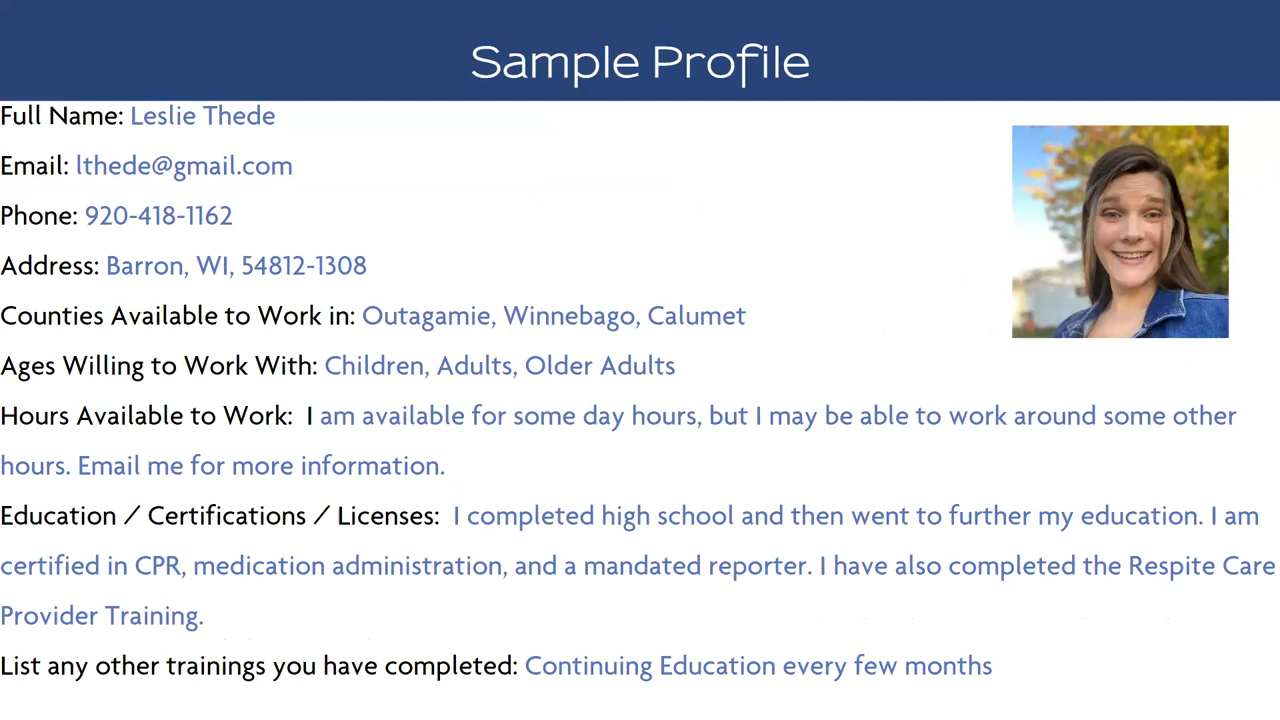 Sample Profile
Full Name: Leslie Thede
Email: lthede@gmail.com
Phone: 920-418-1162
Address: Barron, WI, 54812-1308
Counties Available to Work in: Outagamie, Winnebago, Calumet
Ages Willing to Work With: Children, Adults, Older Adults
Hours Available to Work:  I am available for some day hours, but I may be able to work around some other
hours. Email me for more information.
Education / Certifications / Licenses:  I completed high school and then went to further my education. I am
certified in CPR, medication administration, and a mandated reporter. I have also completed the Respite Care
Provider Training.
List any other trainings you have completed: Continuing Education every few months